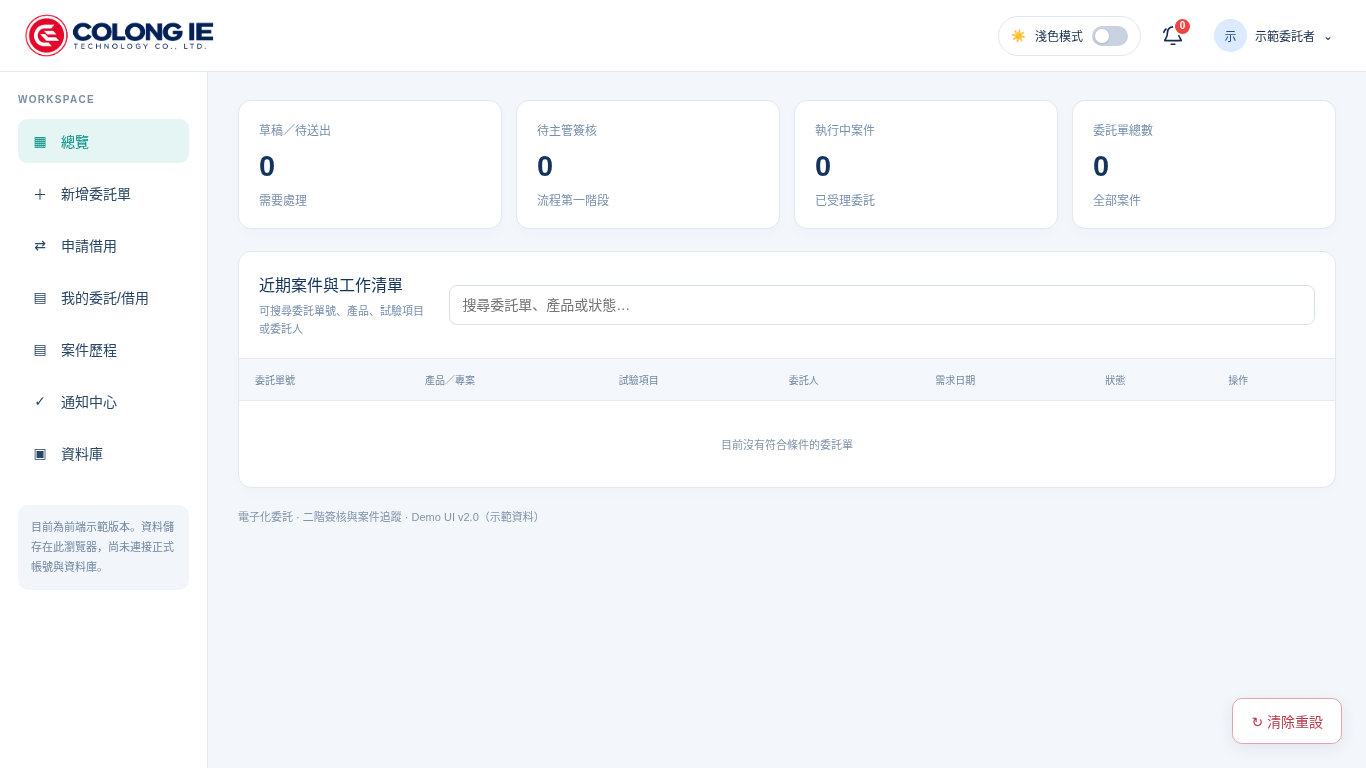 COLONG IE
TECHNOLOGY CO., LTD.
淺色模式
0
示
示範委託者
WORKSPACE
總覽
新增委託單
申請借用
我的委託/借用
案件歷程
通知中心
資料庫
目前為前端示範版本。資料儲
存在此瀏覽器，尚未連接正式
帳號與資料庫。
草稿／待送出
0
需要處理
待主管簽核
0
流程第一階段
執行中案件
0
已受理委託
委託單總數
0
全部案件
近期案件與工作清單
可搜尋委託單號、產品、試驗項目
或委託人
搜尋委託單、產品或狀態…
委託單號 產品／專案 試驗項目 委託人 需求日期 狀態 操作
目前沒有符合條件的委託單
電子化委託 · 二階簽核與案件追蹤 · Demo UI v2.0（示範資料）
↻ 清除重設